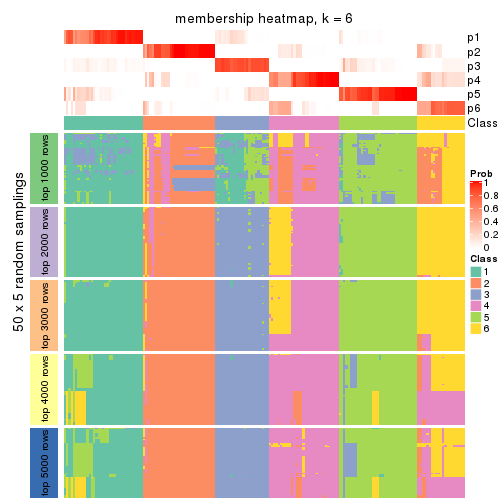 membership heatmap, k = 6
p1
p2
p3
p4
p5
p6
Class
50 x 5 random samplings
top 1000 rows
top 2000 rows
top 3000 rows
top 4000 rows
top 5000 rows
Prob
1
0.8
0.6
0.4
0.2
0
Class
1
2
3
4
5
6